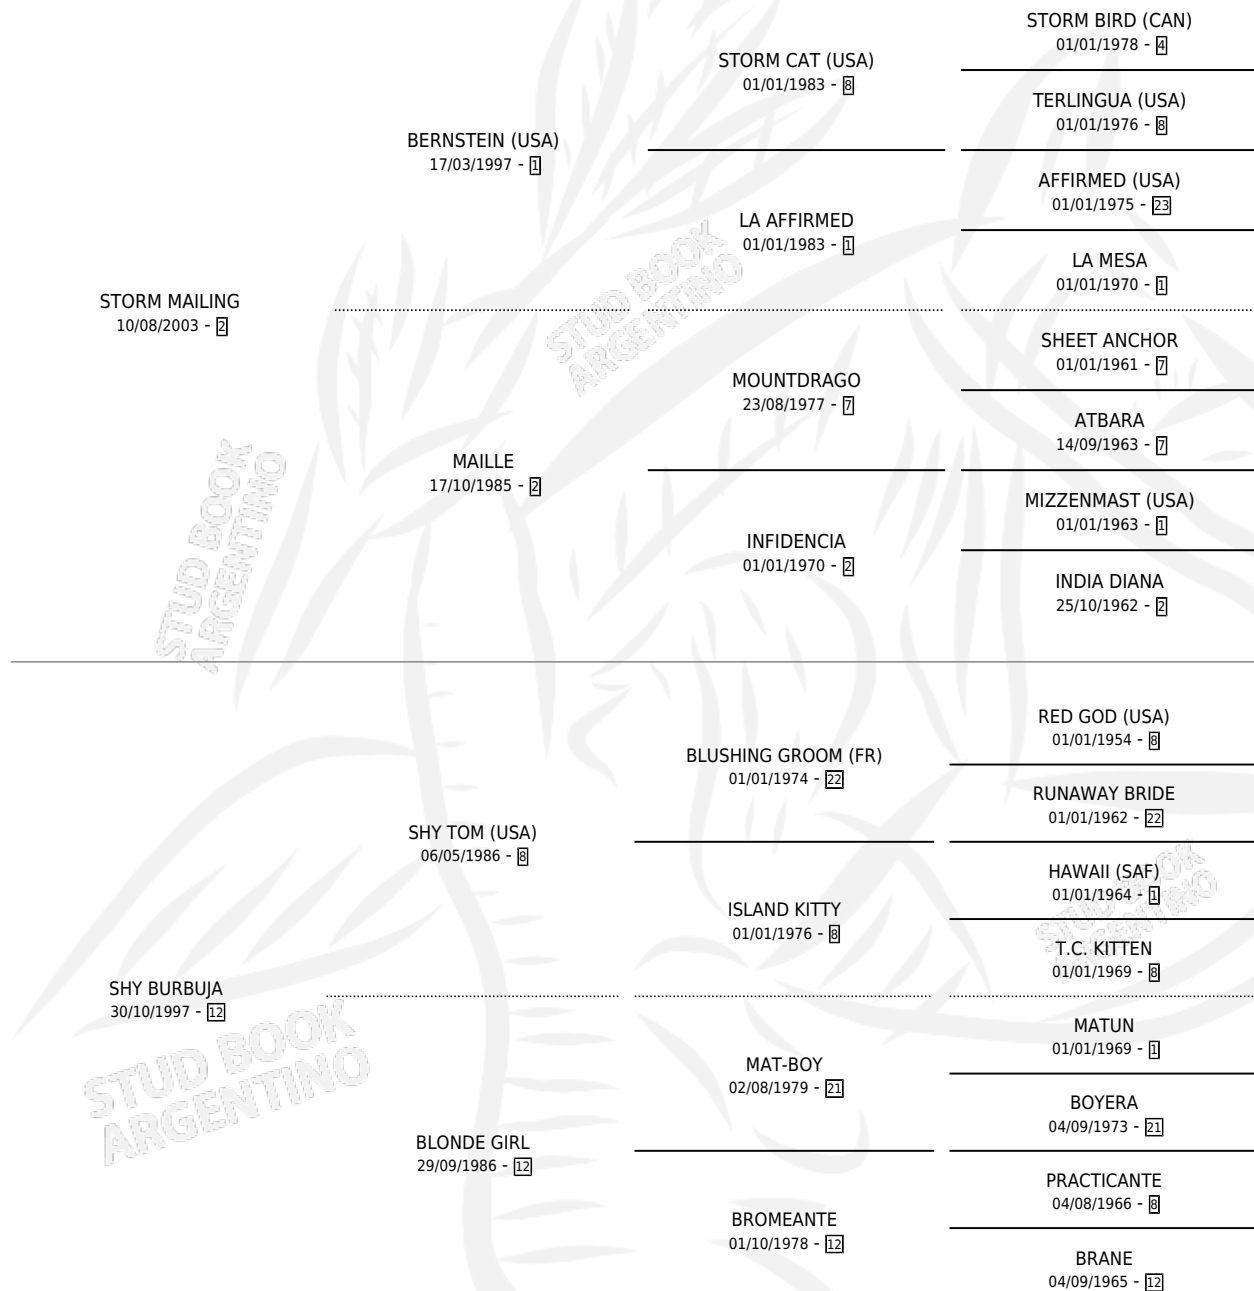 STORM MAILING
10/08/2003 - 2
BERNSTEIN (USA)
17/03/1997 - 1
STORM CAT (USA)
01/01/1983 - 8
STORM BIRD (CAN)
01/01/1978 - 4
TERLINGUA (USA)
01/01/1976 - 8
LA AFFIRMED
01/01/1983 - 1
AFFIRMED (USA)
01/01/1975 - 23
LA MESA
01/01/1970 - 1
MAILLE
17/10/1985 - 2
MOUNTDRAGO
23/08/1977 - 7
SHEET ANCHOR
01/01/1961 - 7
ATBARA
14/09/1963 - 7
INFIDENCIA
01/01/1970 - 2
MIZZENMAST (USA)
01/01/1963 - 1
INDIA DIANA
25/10/1962 - 2
SHY BURBUJA
30/10/1997 - 12
SHY TOM (USA)
06/05/1986 - 8
BLUSHING GROOM (FR)
01/01/1974 - 22
RED GOD (USA)
01/01/1954 - 8
RUNAWAY BRIDE
01/01/1962 - 22
ISLAND KITTY
01/01/1976 - 8
HAWAII (SAF)
01/01/1964 - 1
T.C. KITTEN
01/01/1969 - 8
BLONDE GIRL
29/09/1986 - 12
MAT-BOY
02/08/1979 - 21
MATUN
01/01/1969 - 1
BOYERA
04/09/1973 - 21
BROMEANTE
01/10/1978 - 12
PRACTICANTE
04/08/1966 - 8
BRANE
04/09/1965 - 12
STUD BOOK
ARGENTINO
STUD BOOK
ARGENTINO
STUD BOOK
ARGENTINO
STUD BOOK
ARGENTINO